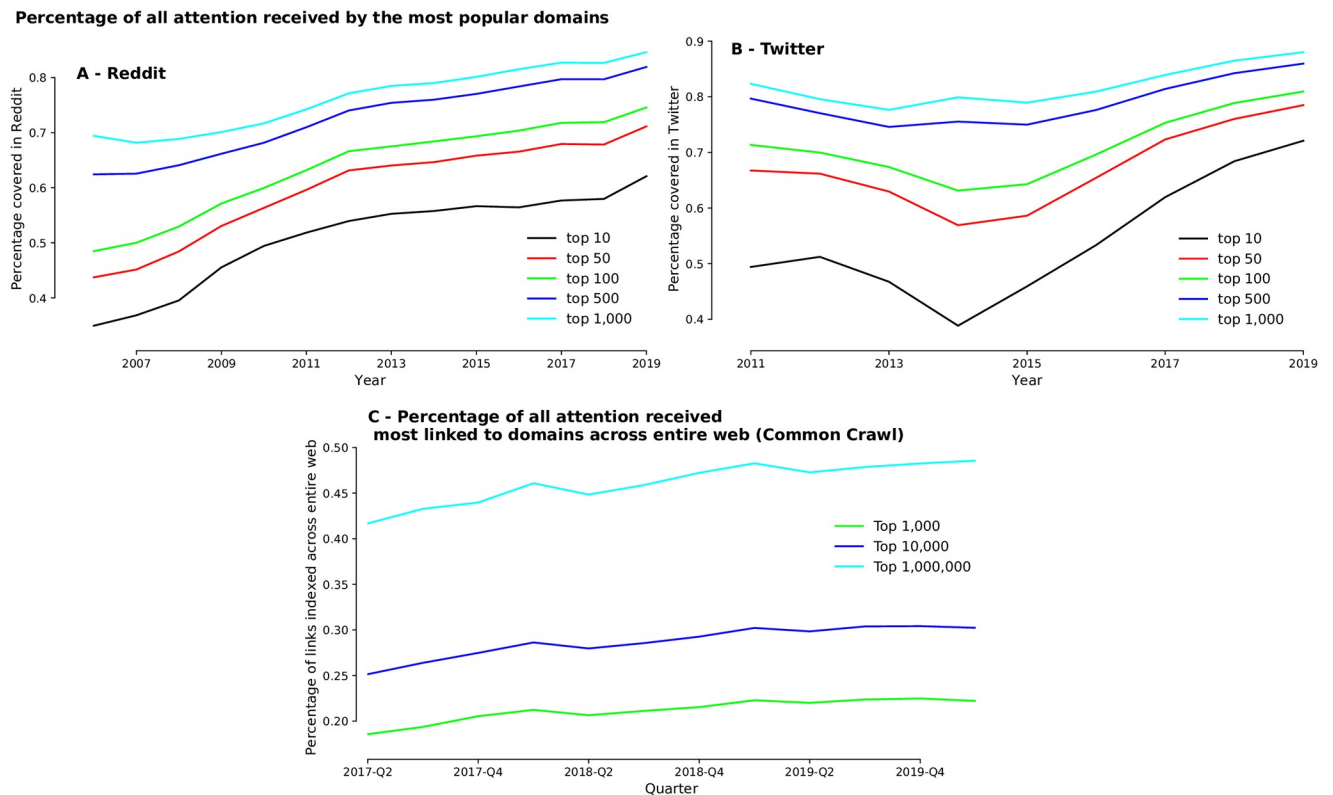 Percentage of all attention received by the most popular domains
A - Reddit
Percentage covered in Reddit
0.8
0.7
0.6
0.5
0.4
top 10
top 50
top 100
top 500
top 1,000
2007 2009 2011 2013 2015 2017 2019
Year
B - Twitter
Percentage covered in Twitter
0.9
0.8
0.7
0.6
0.5
0.4
top 10
top 50
top 100
top 500
top 1,000
2011 2013 2015 2017 2019
Year
C - Percentage of all attention received
most linked to domains across entire web (Common Crawl)
Percentage of links indexed across entire web
0.50
0.45
0.40
0.35
0.30
0.25
0.20
Top 1,000
Top 10,000
Top 1,000,000
2017-Q2 2017-Q4 2018-Q2 2018-Q4 2019-Q2 2019-Q4
Quarter